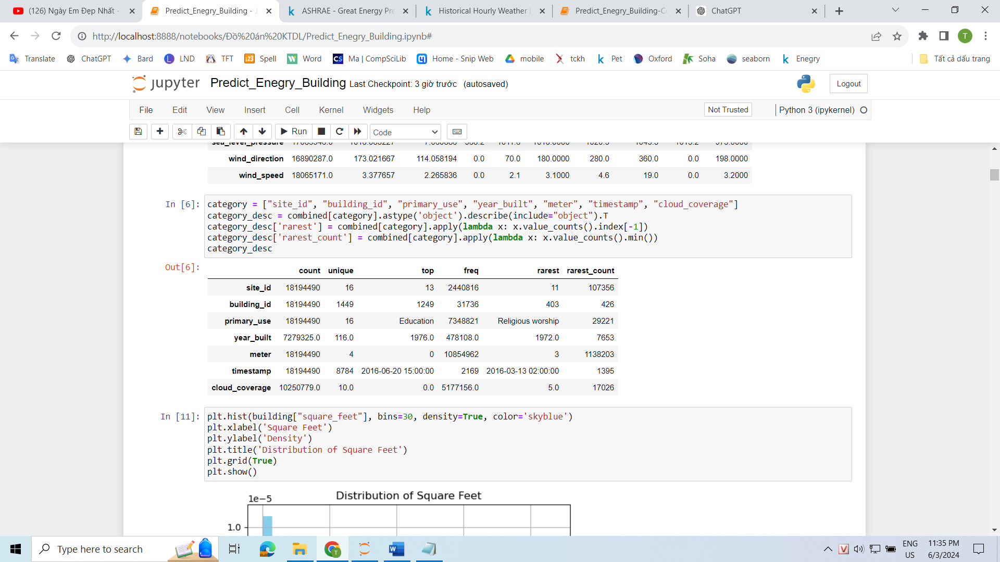 (126) Ngày Em Đẹp Nhất - Predict_Enegry_Building - J ASHRAE - Great Energy Pre Historical Hourly Weather D Predict_Enegry_Building-Co ChatGPT
http://localhost:8888/notebooks/Đồ%20án%20KTDL/Predict_Enegry_Building.ipynb# T
Translate ChatGPT Bard LND TFT Spell Word Ma | CompSciLib Home - Snip Web mobile tckh Pet Oxford Soha seaborn Enegry Tất cả dấu trang
jupyter Predict_Enegry_Building Last Checkpoint: 3 giờ trước (autosaved) Logout
File Edit View Insert Cell Kernel Widgets Help Not Trusted Python 3 (ipykernel)
Run Code
wind_direction 16890287.0 173.021667 114.058194 0.0 70.0 180.0000 280.0 360.0 0.0 198.0000
wind_speed 18065171.0 3.377657 2.265836 0.0 2.1 3.1000 4.6 19.0 0.0 3.2000
In [6]: category = ["site_id", "building_id", "primary_use", "year_built", "meter", "timestamp", "cloud_coverage"]
category_desc = combined[category].astype('object').describe(include="object").T
category_desc['rarest'] = combined[category].apply(lambda x: x.value_counts().index[-1])
category_desc['rarest_count'] = combined[category].apply(lambda x: x.value_counts().min())
category_desc
Out[6]:
count unique top freq rarest rarest_count
site_id 18194490 16 13 2440816 11 107356
building_id 18194490 1449 1249 31736 403 426
primary_use 18194490 16 Education 7348821 Religious worship 29221
year_built 7279325.0 116.0 1976.0 478108.0 1972.0 7653
meter 18194490 4 0 10854962 3 1138203
timestamp 18194490 8784 2016-06-20 15:00:00 2169 2016-03-13 02:00:00 1395
cloud_coverage 10250779.0 10.0 0.0 5177156.0 5.0 17026
In [11]: plt.hist(building["square_feet"], bins=30, density=True, color='skyblue')
plt.xlabel('Square Feet')
plt.ylabel('Density')
plt.title('Distribution of Square Feet')
plt.grid(True)
plt.show()
Distribution of Square Feet
1e−5
1.0
Type here to search ENG 11:35 PM
US 6/3/2024